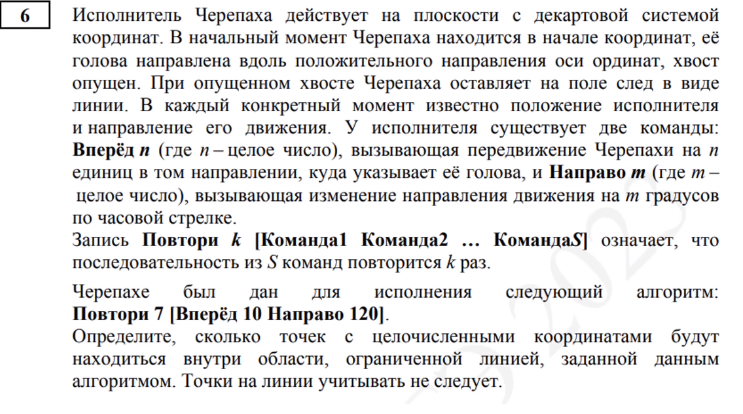 6
Исполнитель Черепаха действует на плоскости с декартовой системой
координат. В начальный момент Черепаха находится в начале координат, её
голова направлена вдоль положительного направления оси ординат, хвост
опущен. При опущенном хвосте Черепаха оставляет на поле след в виде
линии. В каждый конкретный момент известно положение исполнителя
и направление его движения. У исполнителя существует две команды:
Вперёд n (где n – целое число), вызывающая передвижение Черепахи на n
единиц в том направлении, куда указывает её голова, и Направо m (где m –
целое число), вызывающая изменение направления движения на m градусов
по часовой стрелке.
Запись Повтори k [Команда1 Команда2 … КомандаS] означает, что
последовательность из S команд повторится k раз.
Черепахе был дан для исполнения следующий алгоритм:
Повтори 7 [Вперёд 10 Направо 120].
Определите, сколько точек с целочисленными координатами будут
находиться внутри области, ограниченной линией, заданной данным
алгоритмом. Точки на линии учитывать не следует.
2023